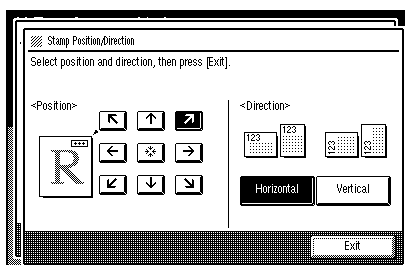 Stamp Position/Direction
Select position and direction, then press [Exit].
<Position>
R
<Direction>
123
123
123
123
Horizontal
Vertical
Exit